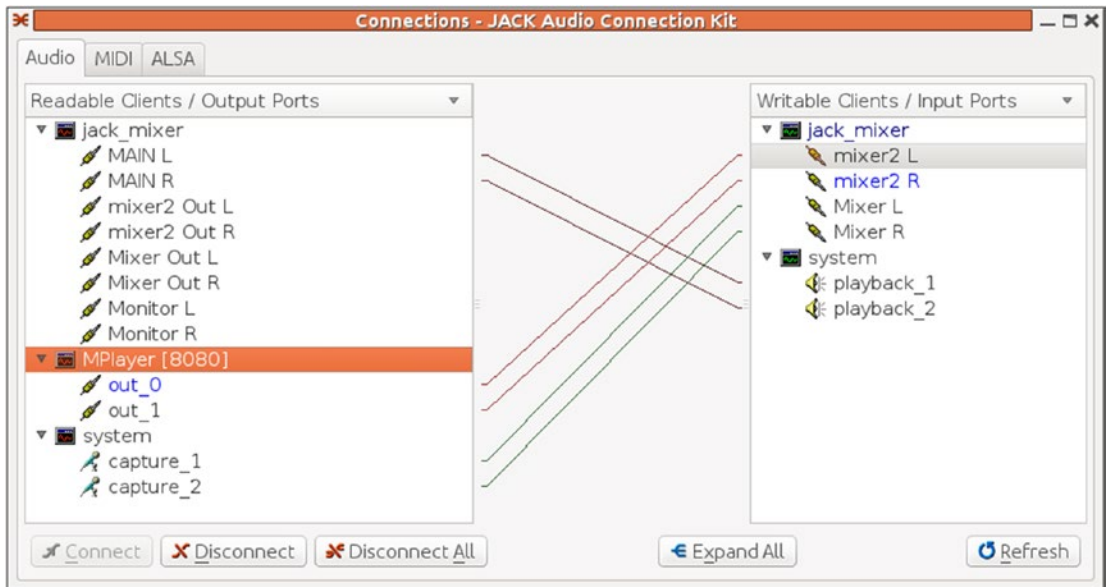 Connections - JACK Audio Connection Kit
Audio MIDI ALSA
Readable Clients / Output Ports
jack_mixer
MAIN L
MAIN R
mixer2 Out L
mixer2 Out R
Mixer Out L
Mixer Out R
Monitor L
Monitor R
MPlayer [8080]
out_0
out_1
system
capture_1
capture_2
Writable Clients / Input Ports
jack_mixer
mixer2 L
mixer2 R
Mixer L
Mixer R
system
playback_1
playback_2
Connect Disconnect Disconnect All Expand All Refresh